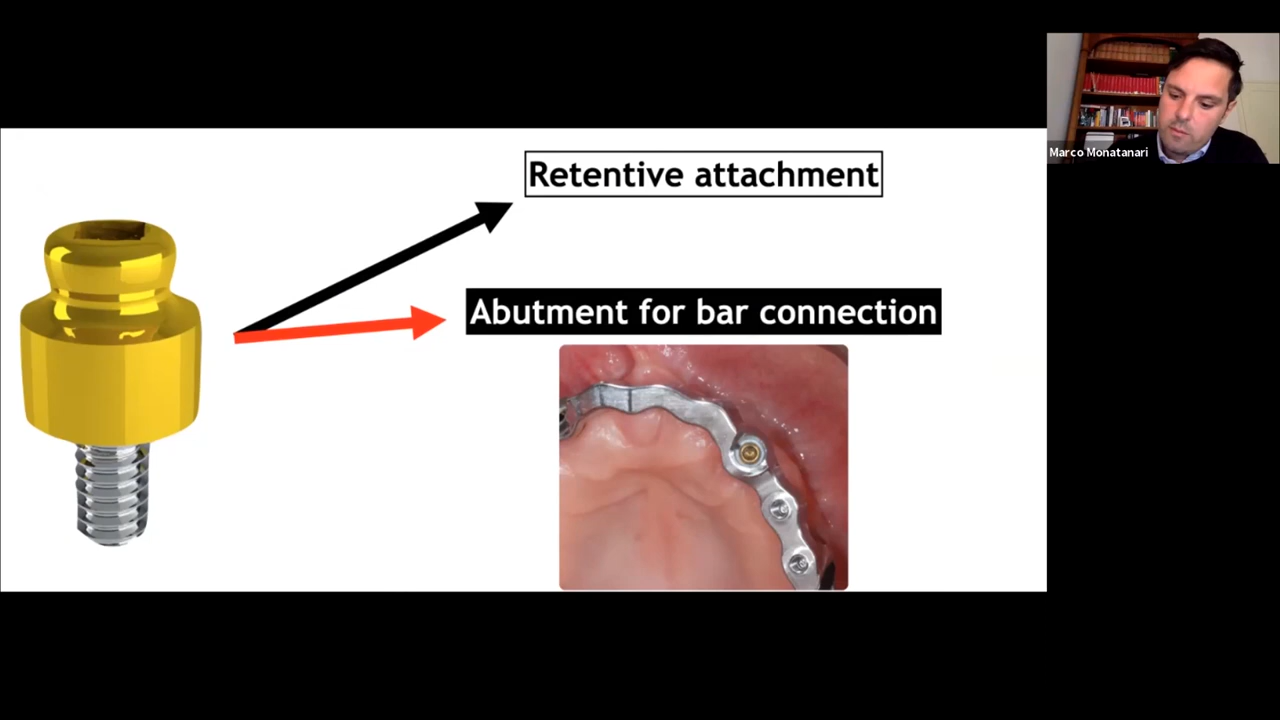 Retentive attachment
Abutment for bar connection
Marco Monatanari